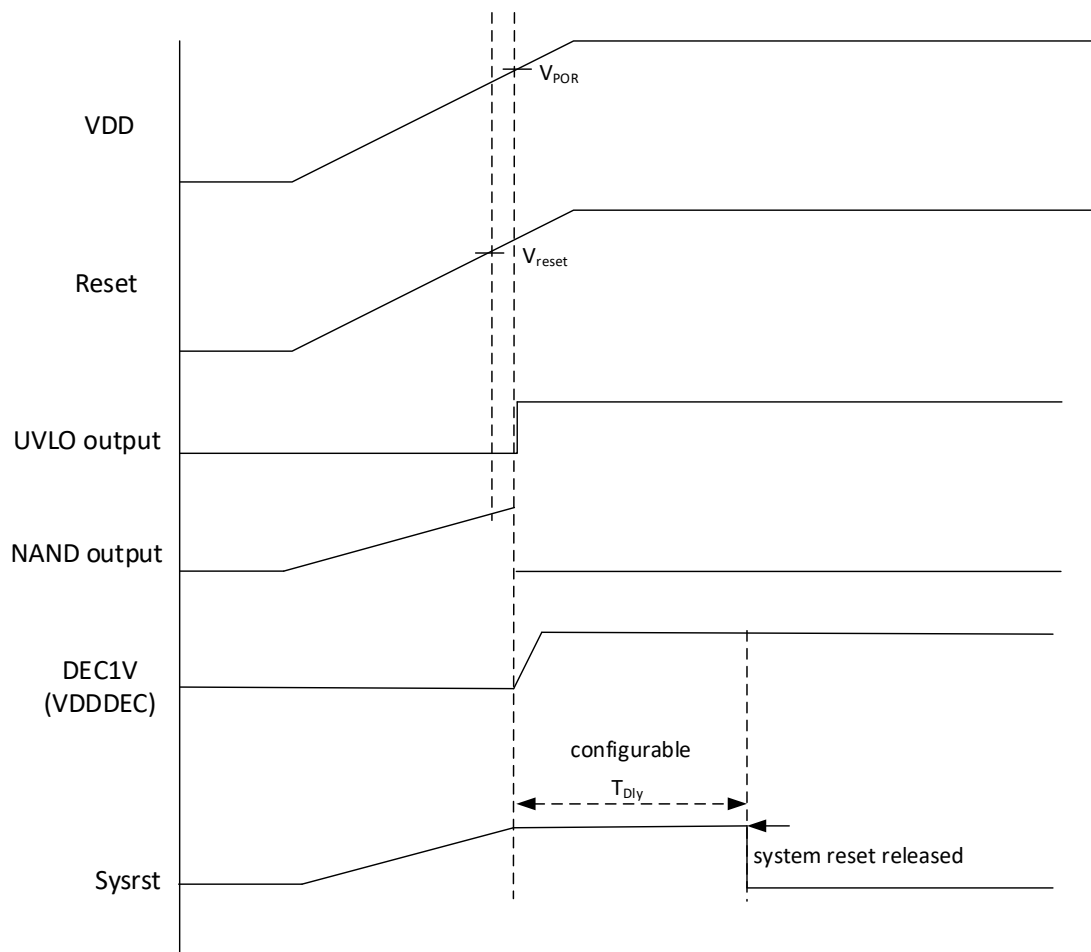 VDD
V_POR
Reset
V_reset
UVLO output
NAND output
DEC1V
(VDDDEC)
configurable
T_Dly
Sysrst
system reset released